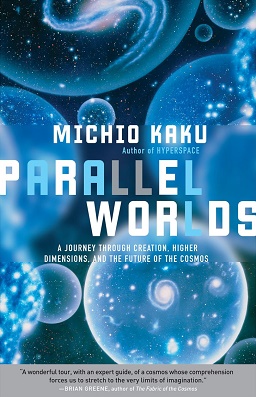 MICHIO KAKU
Author of HYPERSPACE
PARALLEL
WORLDS
A JOURNEY THROUGH CREATION, HIGHER
DIMENSIONS, AND THE FUTURE OF THE COSMOS
"A wonderful tour, with an expert guide, of a cosmos whose comprehension
forces us to stretch to the very limits of imagination."
—BRIAN GREENE, author of The Fabric of the Cosmos